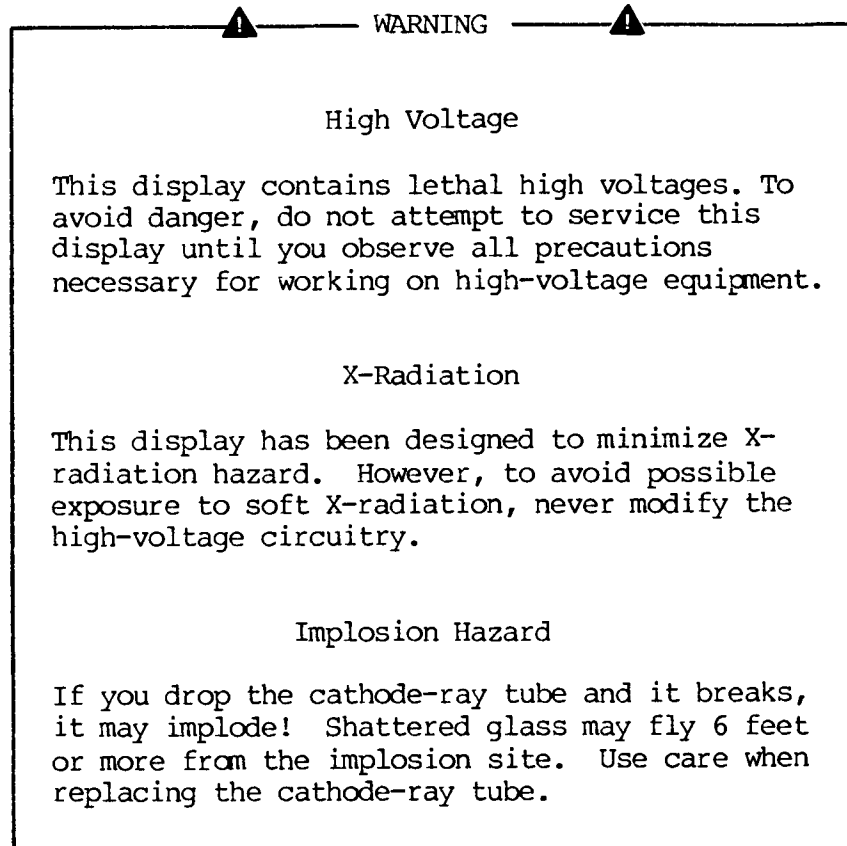 WARNING
High Voltage
This display contains lethal high voltages. To
avoid danger, do not attempt to service this
display until you observe all precautions
necessary for working on high-voltage equipment.
X-Radiation
This display has been designed to minimize X-
radiation hazard. However, to avoid possible
exposure to soft X-radiation, never modify the
high-voltage circuitry.
Implosion Hazard
If you drop the cathode-ray tube and it breaks,
it may implode! Shattered glass may fly 6 feet
or more from the implosion site. Use care when
replacing the cathode-ray tube.